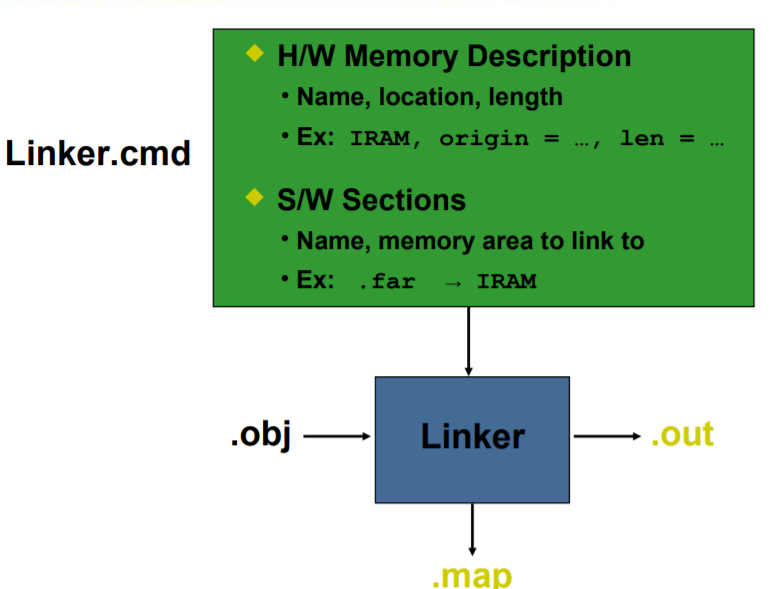 H/W Memory Description
• Name, location, length
• Ex: IRAM, origin = …, len = …
Linker.cmd
S/W Sections
• Name, memory area to link to
• Ex: .far → IRAM
.obj
Linker
.out
.map